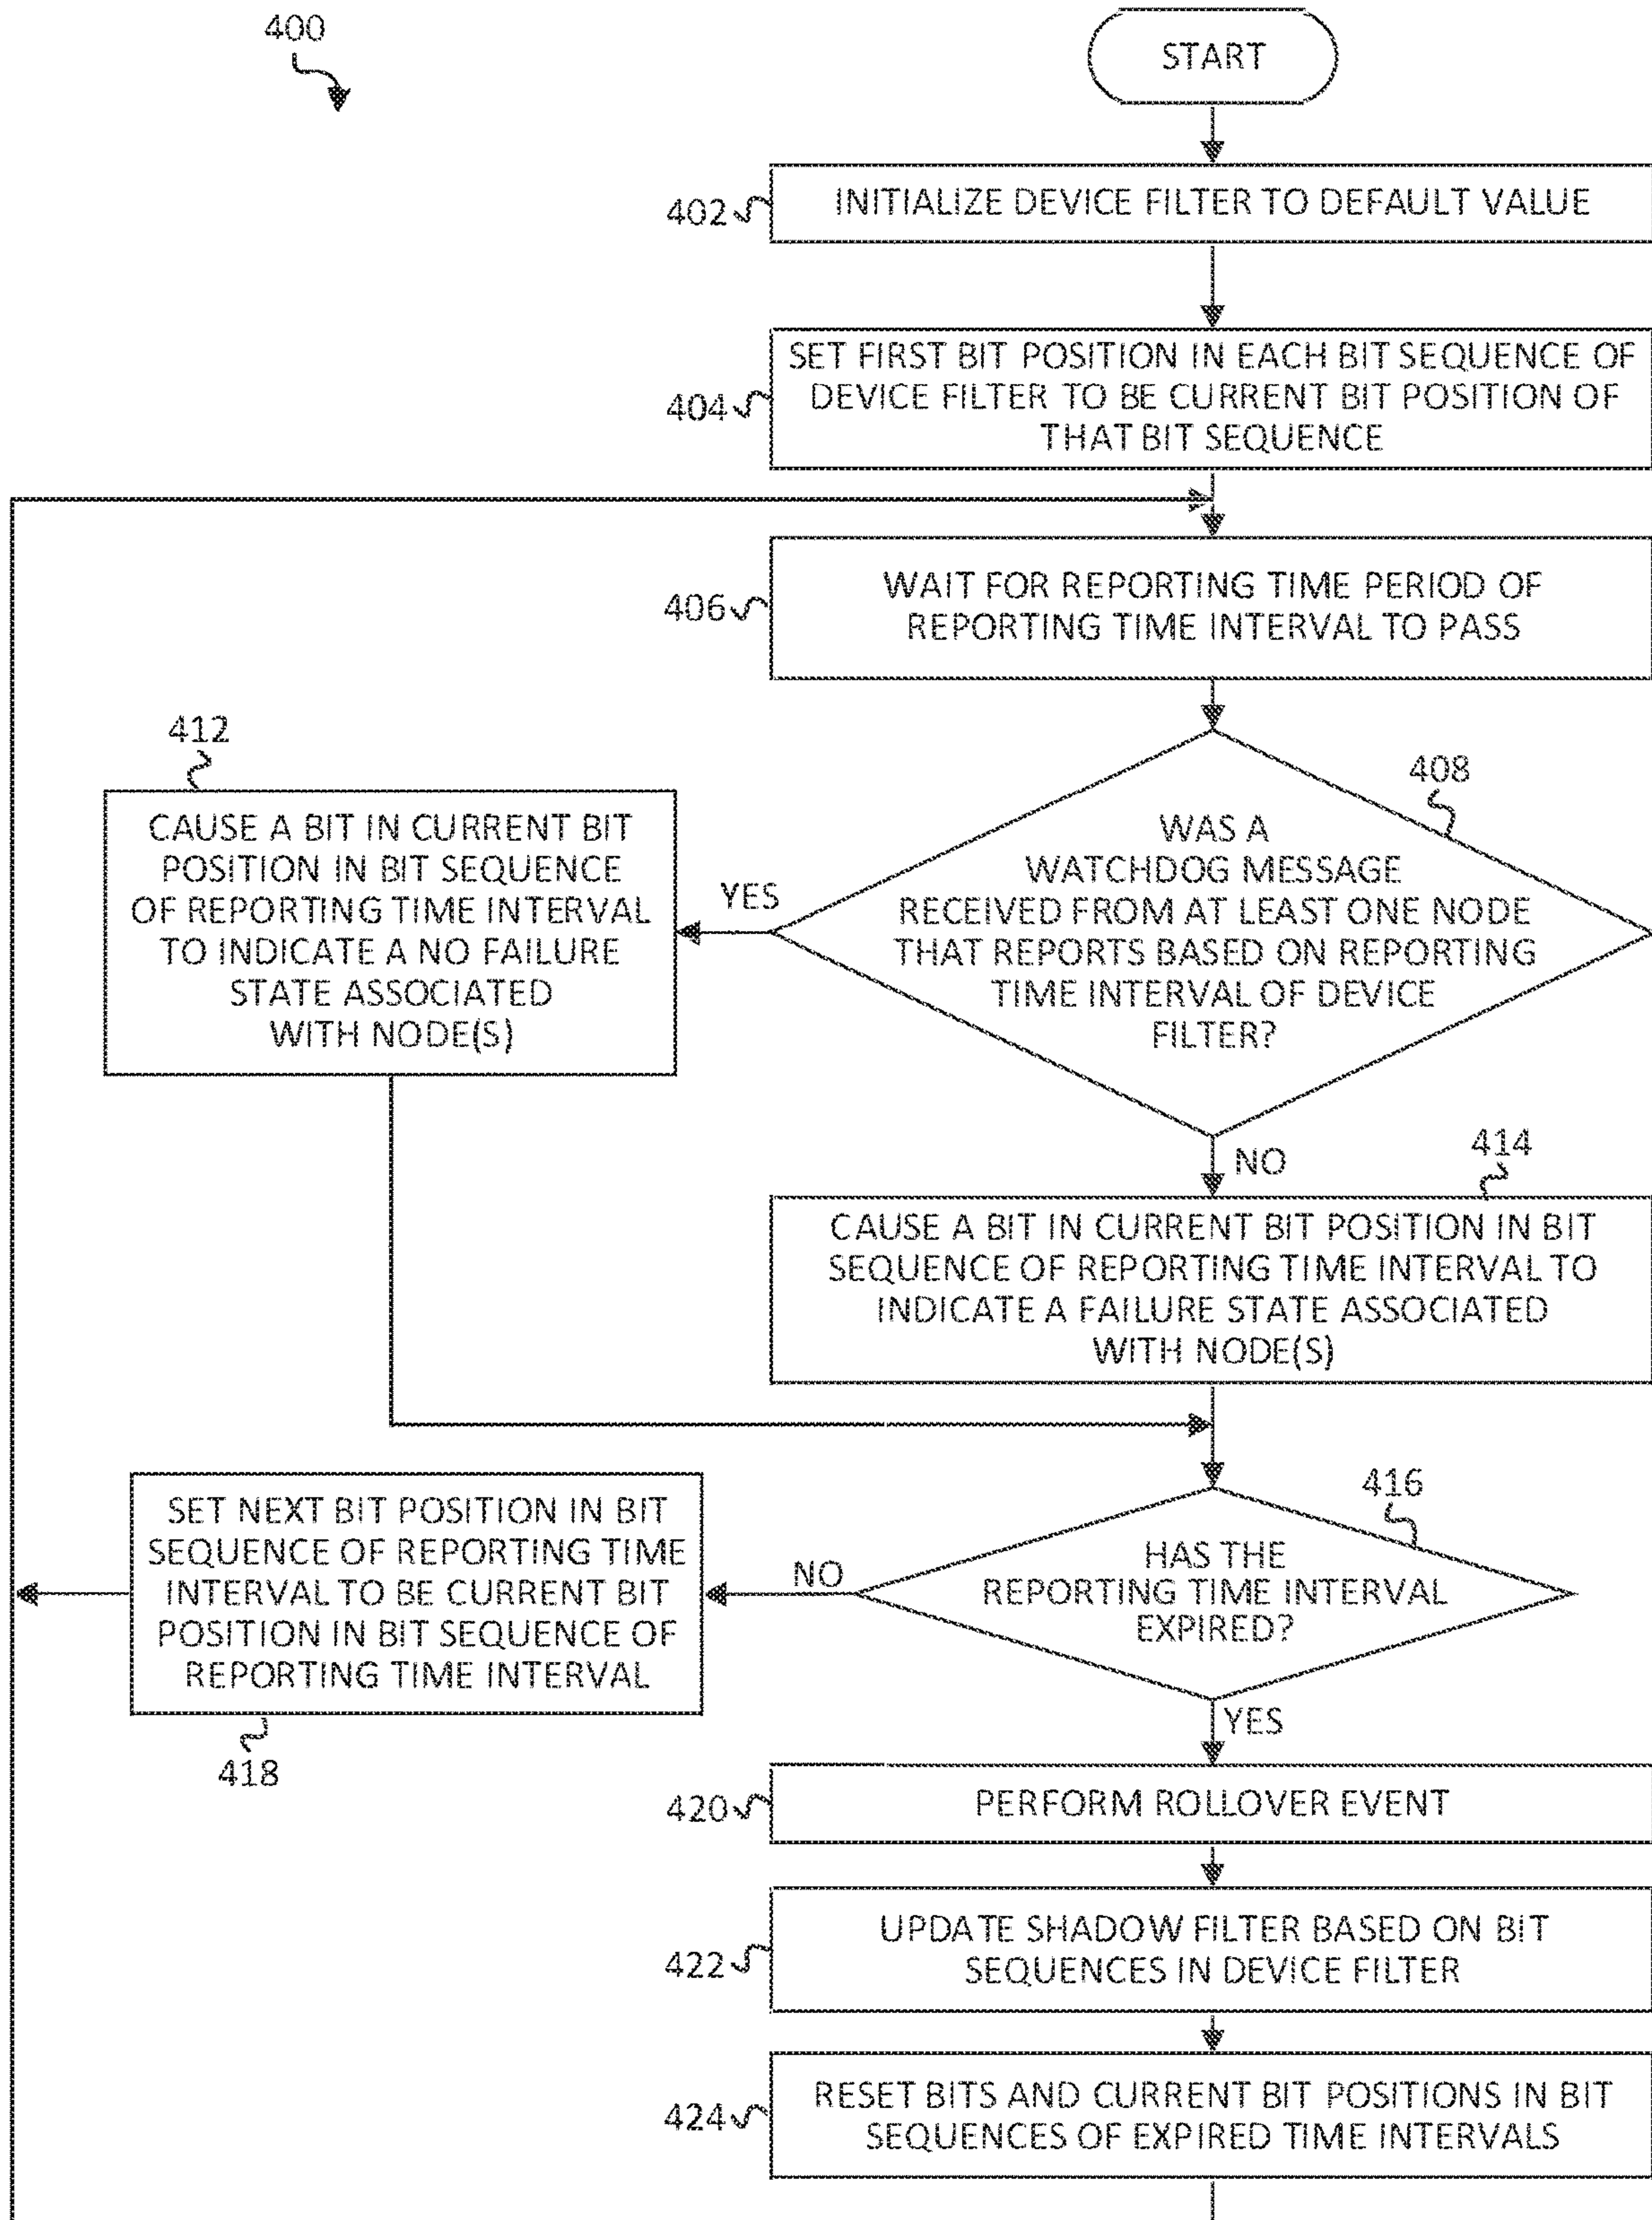 400
START
402
INITIALIZE DEVICE FILTER TO DEFAULT VALUE
404
SET FIRST BIT POSITION IN EACH BIT SEQUENCE OF
DEVICE FILTER TO BE CURRENT BIT POSITION OF
THAT BIT SEQUENCE
406
WAIT FOR REPORTING TIME PERIOD OF
REPORTING TIME INTERVAL TO PASS
408
WAS A
WATCHDOG MESSAGE
RECEIVED FROM AT LEAST ONE NODE
THAT REPORTS BASED ON REPORTING
TIME INTERVAL OF DEVICE
FILTER?
YES
412
CAUSE A BIT IN CURRENT BIT
POSITION IN BIT SEQUENCE
OF REPORTING TIME INTERVAL
TO INDICATE A NO FAILURE
STATE ASSOCIATED
WITH NODE(S)
NO
414
CAUSE A BIT IN CURRENT BIT POSITION IN BIT
SEQUENCE OF REPORTING TIME INTERVAL TO
INDICATE A FAILURE STATE ASSOCIATED
WITH NODE(S)
416
HAS THE
REPORTING TIME INTERVAL
EXPIRED?
NO
SET NEXT BIT POSITION IN BIT
SEQUENCE OF REPORTING TIME
INTERVAL TO BE CURRENT BIT
POSITION IN BIT SEQUENCE OF
REPORTING TIME INTERVAL
418
YES
420
PERFORM ROLLOVER EVENT
422
UPDATE SHADOW FILTER BASED ON BIT
SEQUENCES IN DEVICE FILTER
424
RESET BITS AND CURRENT BIT POSITIONS IN BIT
SEQUENCES OF EXPIRED TIME INTERVALS